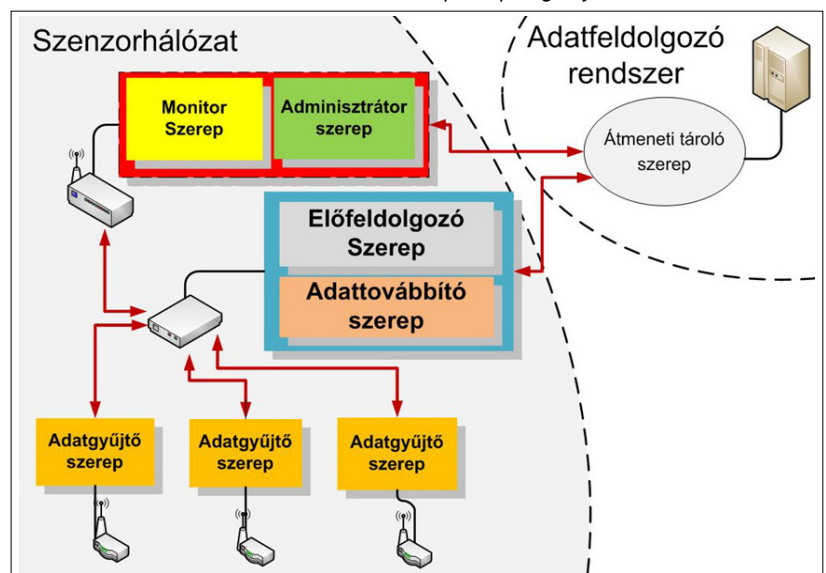 Szenzorhálózat
Adatfeldolgozó
rendszer
Monitor
Szerep
Adminisztrátor
szerep
Átmeneti tároló
szerep
Előfeldolgozó
Szerep
Adattovábbító
szerep
Adatgyűjtő
szerep
Adatgyűjtő
szerep
Adatgyűjtő
szerep